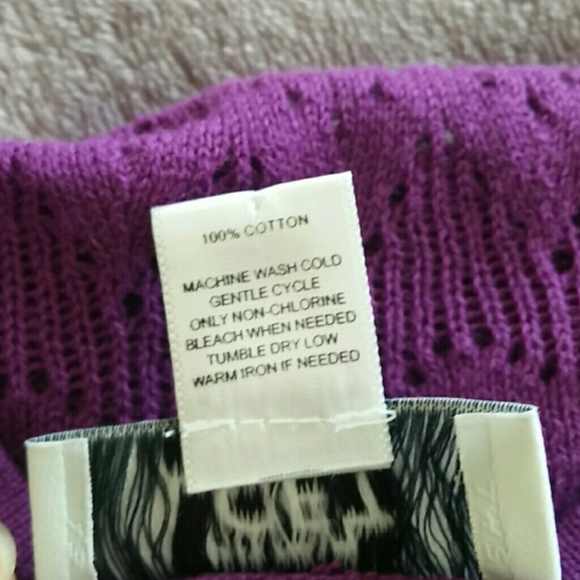 100% COTTON
MACHINE WASH COLD
GENTLE CYCLE
ONLY NON-CHLORINE
BLEACH WHEN NEEDED
TUMBLE DRY LOW
WARM IRON IF NEEDED